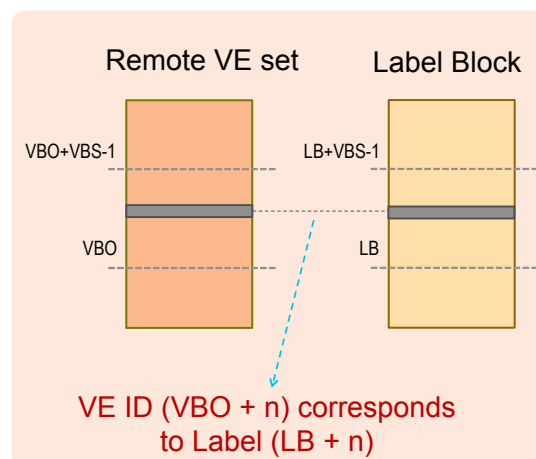 Remote VE set
Label Block
VBO+VBS-1
LB+VBS-1
VBO
LB
VE ID (VBO + n) corresponds
to Label (LB + n)